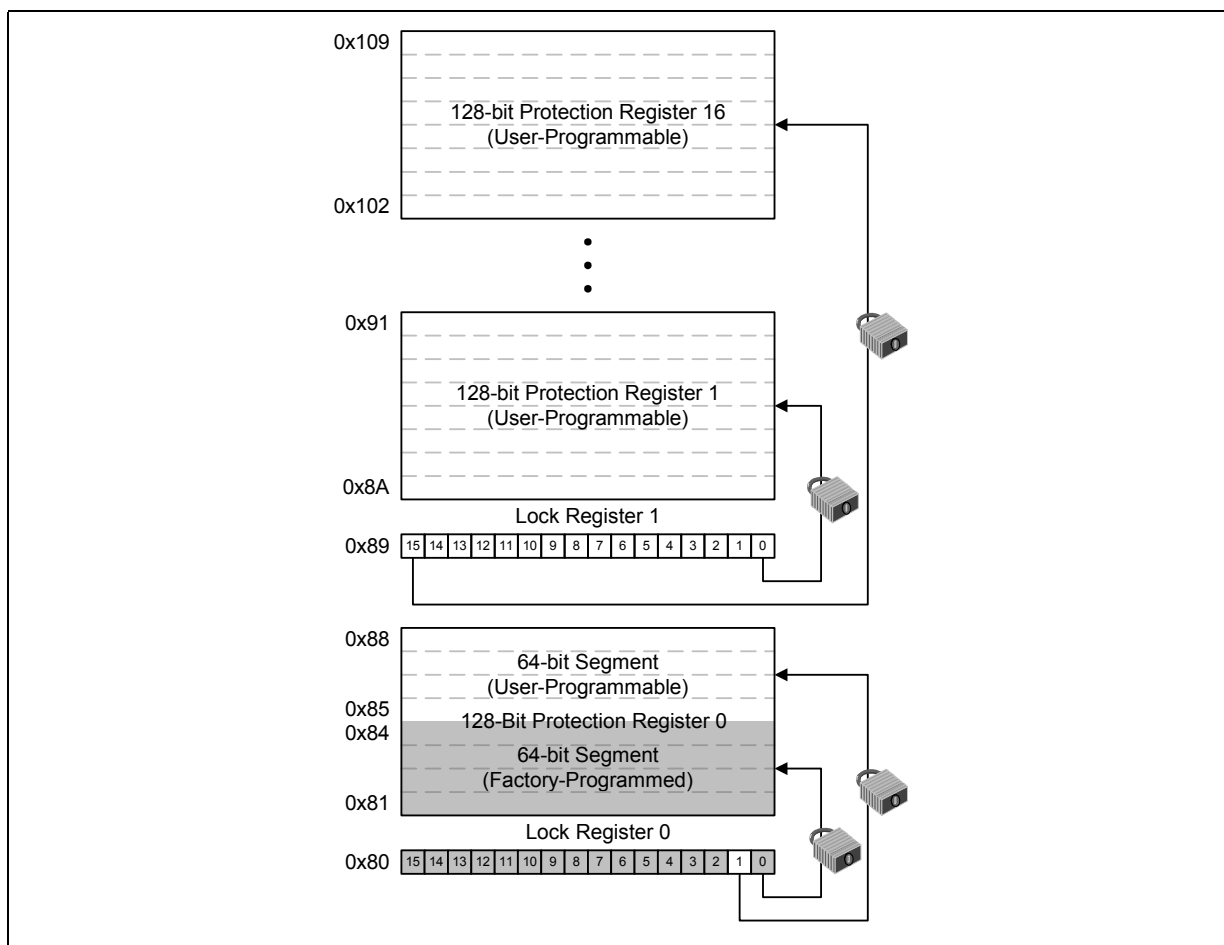 0x109
128-bit Protection Register 16
(User-Programmable)
0x102
0x91
128-bit Protection Register 1
(User-Programmable)
0x8A
Lock Register 1
0x89 15 14 13 12 11 10 9 8 7 6 5 4 3 2 1 0
0x88
64-bit Segment
(User-Programmable)
0x85
128-Bit Protection Register 0
0x84
64-bit Segment
(Factory-Programmed)
0x81
Lock Register 0
0x80 15 14 13 12 11 10 9 8 7 6 5 4 3 2 1 0